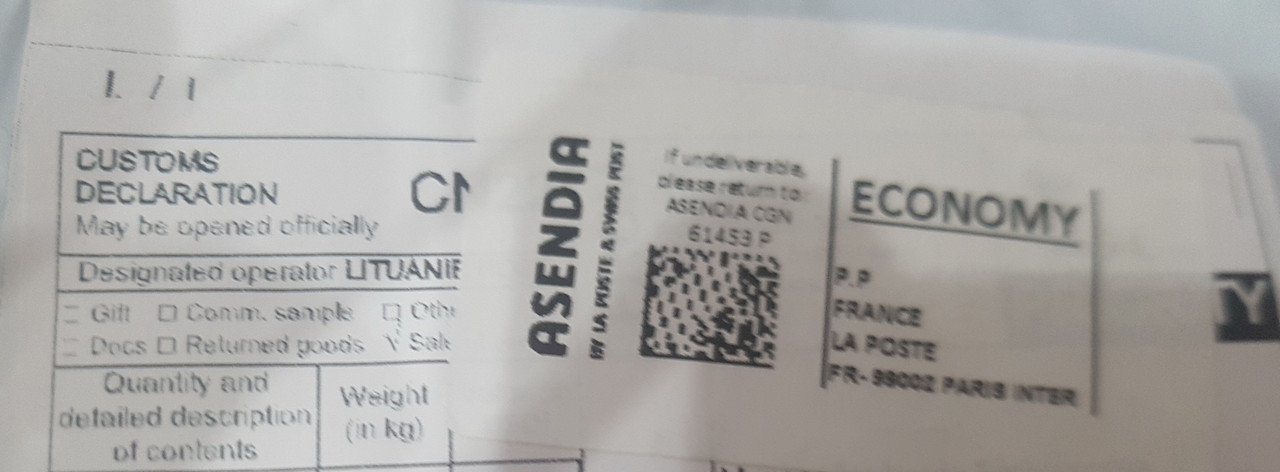 1 / 1
CUSTOMS
DECLARATION
May be opened officially
CN
Designated operator LITUANIE
Gift Comm. sample
Docs Returned goods √ Sale
Quantity and
detailed description
of contents
Weight
(in kg)
ASENDIA
BY LA POSTE & SWISS POST
If undeliverable,
please return to:
ASENDIA CGN
61453 P
ECONOMY
P.P
FRANCE
LA POSTE
FR- 99002 PARIS INTER
Y